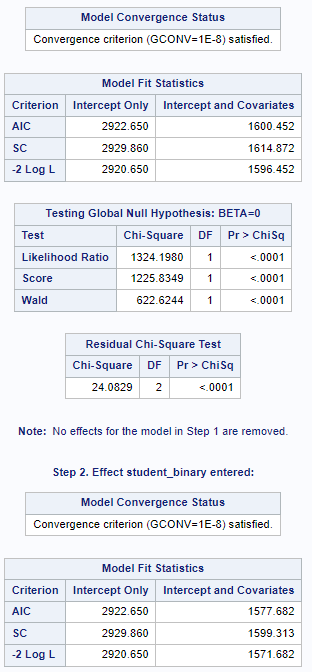 Model Convergence Status
Convergence criterion (GCONV=1E-8) satisfied.
Model Fit Statistics
Criterion Intercept Only Intercept and Covariates
AIC 2922.650 1600.452
SC 2929.860 1614.872
-2 Log L 2920.650 1596.452
Testing Global Null Hypothesis: BETA=0
Test Chi-Square DF Pr > ChiSq
Likelihood Ratio 1324.1980 1 <.0001
Score 1225.8349 1 <.0001
Wald 622.6244 1 <.0001
Residual Chi-Square Test
Chi-Square DF Pr > ChiSq
24.0829 2 <.0001
Note: No effects for the model in Step 1 are removed.
Step 2. Effect student_binary entered:
Model Convergence Status
Convergence criterion (GCONV=1E-8) satisfied.
Model Fit Statistics
Criterion Intercept Only Intercept and Covariates
AIC 2922.650 1577.682
SC 2929.860 1599.313
-2 Log L 2920.650 1571.682